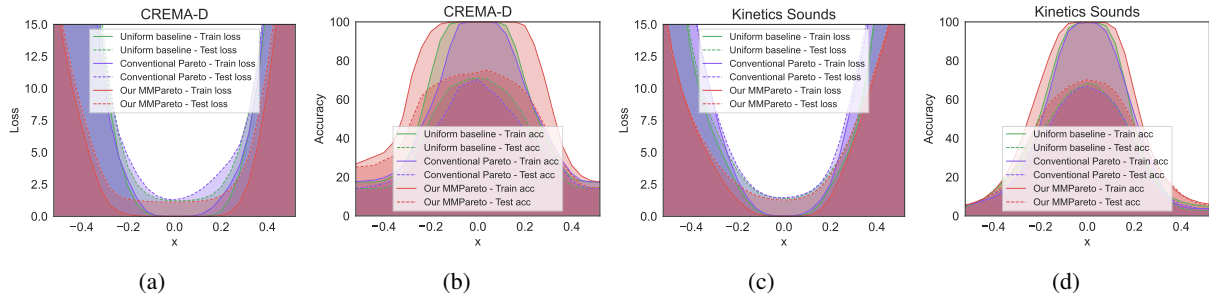 CREMA-D
15.0
12.5
10.0
7.5
5.0
2.5
0.0
Loss
Uniform baseline - Train loss
Uniform baseline - Test loss
Conventional Pareto - Train loss
Conventional Pareto - Test loss
Our MMPareto - Train loss
Our MMPareto - Test loss
−0.4 −0.2 0.0 0.2 0.4
x
(a)
CREMA-D
100
80
60
40
20
0
Accuracy
Uniform baseline - Train acc
Uniform baseline - Test acc
Conventional Pareto - Train acc
Conventional Pareto - Test acc
Our MMPareto - Train acc
Our MMPareto - Test acc
−0.4 −0.2 0.0 0.2 0.4
x
(b)
Kinetics Sounds
15.0
12.5
10.0
7.5
5.0
2.5
0.0
Loss
Uniform baseline - Train loss
Uniform baseline - Test loss
Conventional Pareto - Train loss
Conventional Pareto - Test loss
Our MMPareto - Train loss
Our MMPareto - Test loss
−0.4 −0.2 0.0 0.2 0.4
x
(c)
Kinetics Sounds
100
80
60
40
20
0
Accuracy
Uniform baseline - Train acc
Uniform baseline - Test acc
Conventional Pareto - Train acc
Conventional Pareto - Test acc
Our MMPareto - Train acc
Our MMPareto - Test acc
−0.4 −0.2 0.0 0.2 0.4
x
(d)